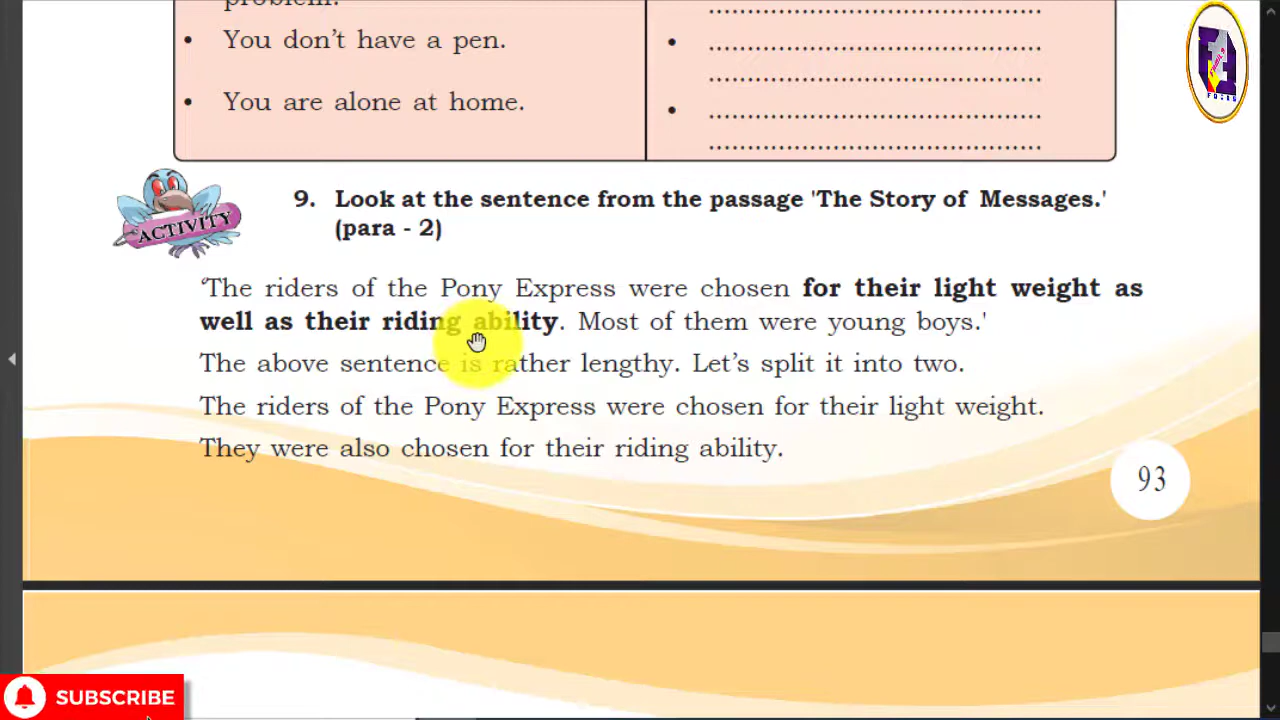 problem.
• You don't have a pen.
• You are alone at home.
• ...........................................
...........................................
• ...........................................
...........................................
ACTIVITY
9. Look at the sentence from the passage 'The Story of Messages.'
(para - 2)
'The riders of the Pony Express were chosen for their light weight as
well as their riding ability. Most of them were young boys.'
The above sentence is rather lengthy. Let's split it into two.
The riders of the Pony Express were chosen for their light weight.
They were also chosen for their riding ability.
93
SUBSCRIBE